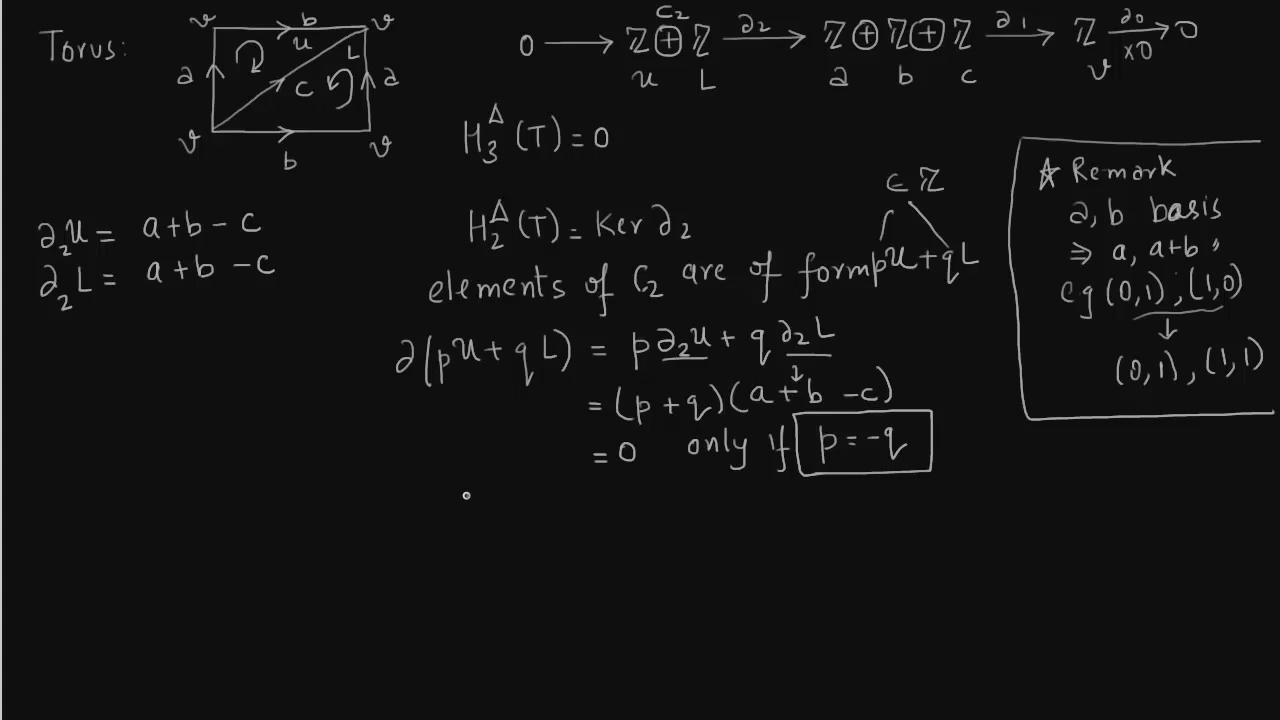 Torus:
v b v
u
L
a c a
v b v
∂₂u = a+b - c
∂₂L = a+b - c
C₂
0 → ℤ ⊕ ℤ —∂₂→ ℤ ⊕ ℤ ⊕ ℤ —∂₁→ ℤ —∂₀→ 0
×0
u L a b c v
H₃^Δ(T) = 0
∈ ℤ
H₂^Δ(T) = Ker ∂₂
elements of C₂ are of form pu+qL
∂(pu+qL) = p∂₂u + q∂₂L
↓
= (p+q)(a+b -c)
= 0 only if p = -q
☆ Remark
a, b basis
⇒ a, a+b "
eg (0,1), (1,0)
↓
(0,1), (1,1)